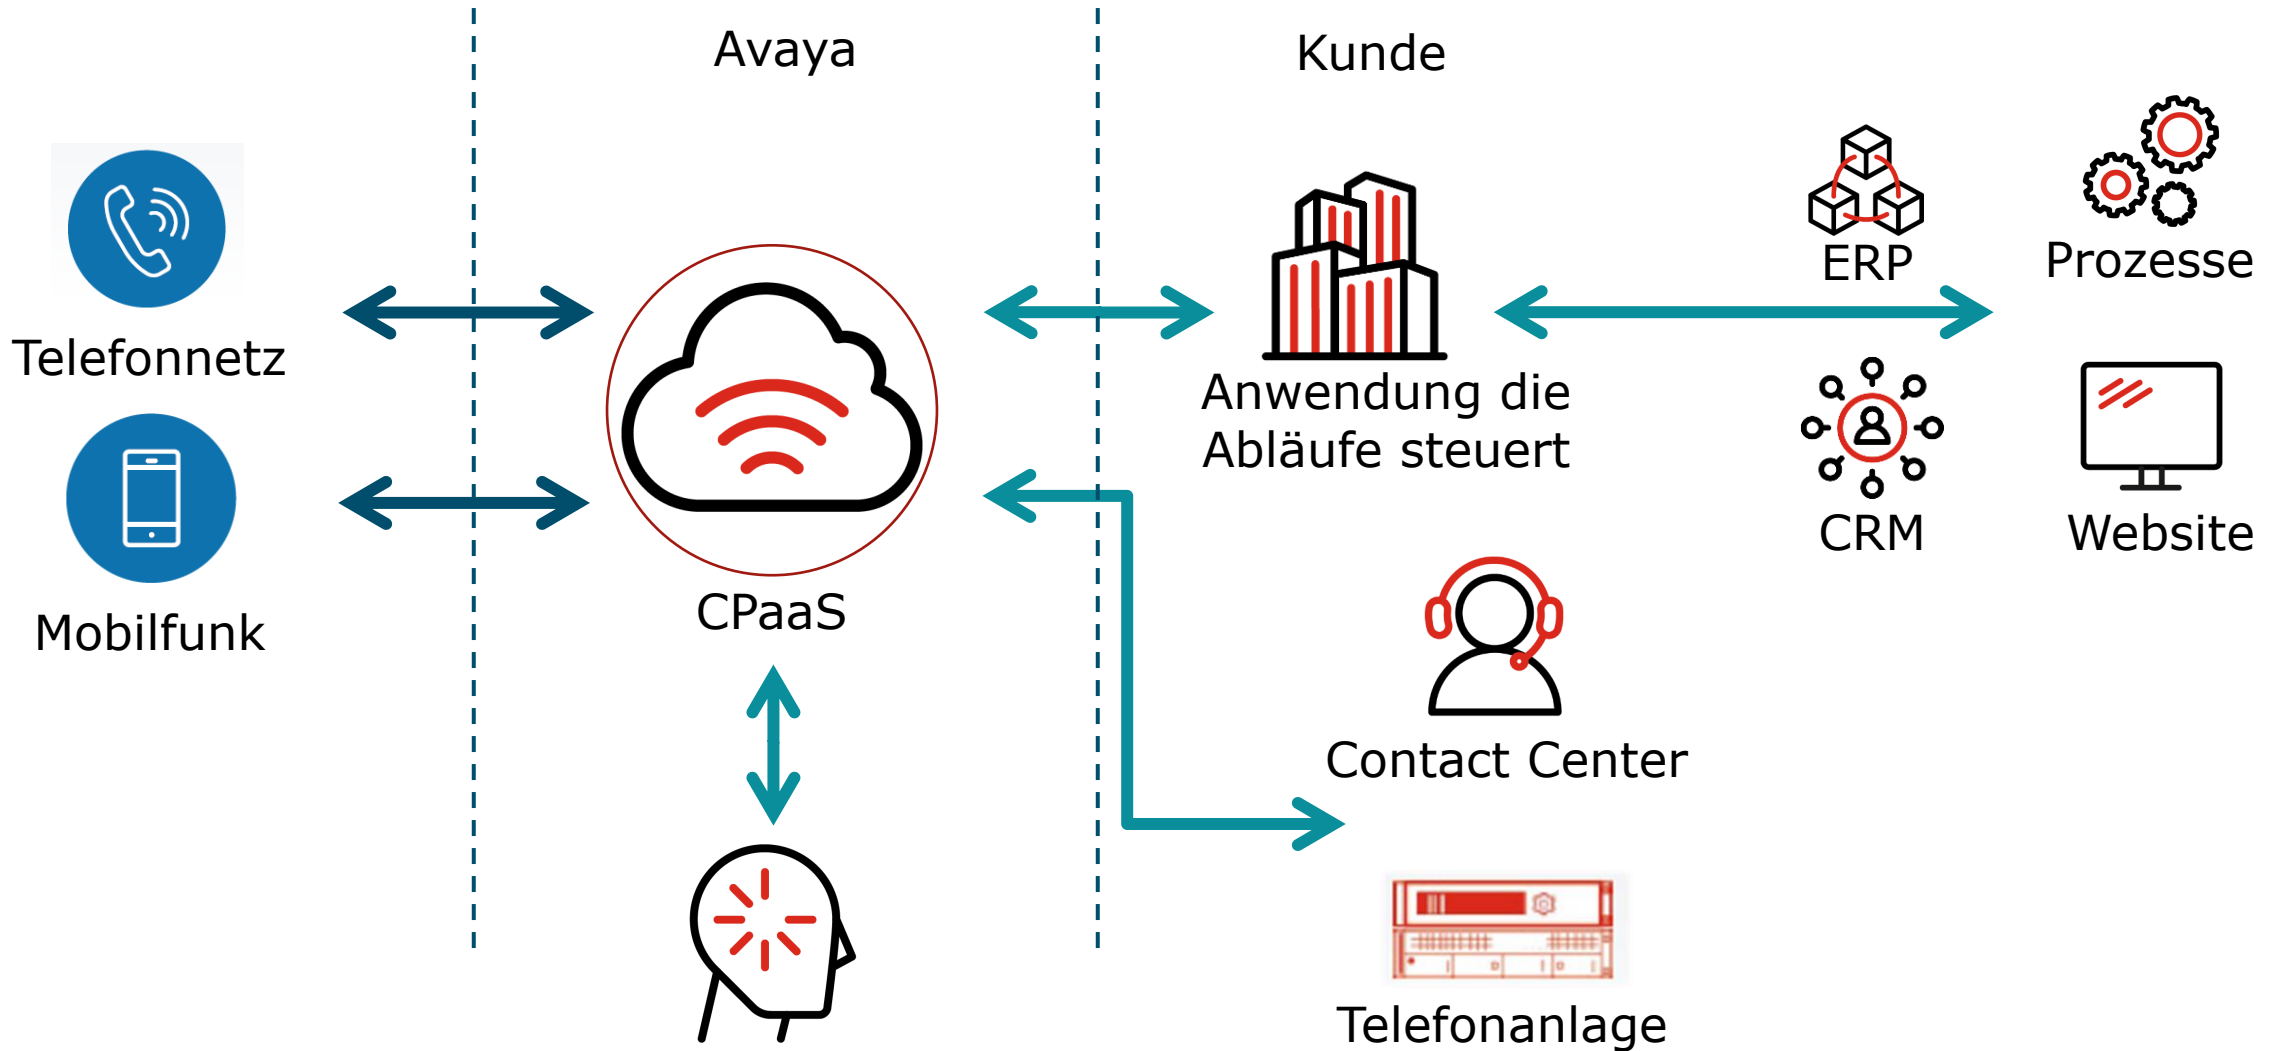 Avaya
Kunde
Telefonnetz
Mobilfunk
CPaaS
Anwendung die
Abläufe steuert
ERP
Prozesse
CRM
Website
Contact Center
Telefonanlage